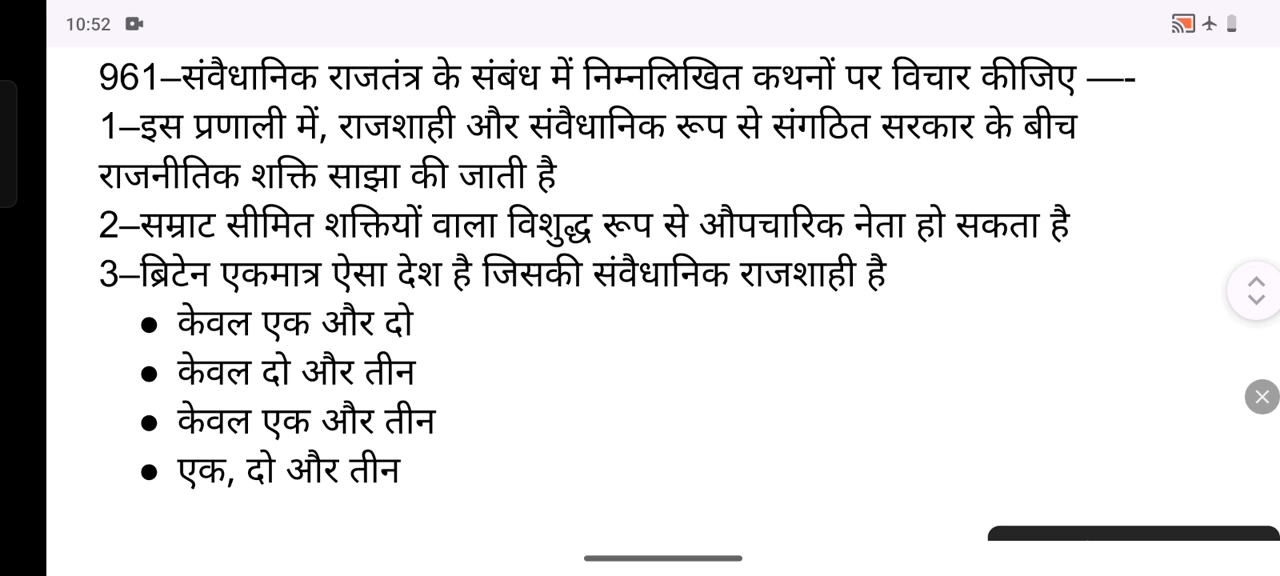 10:52
961–संवैधानिक राजतंत्र के संबंध में निम्नलिखित कथनों पर विचार कीजिए —-
1–इस प्रणाली में, राजशाही और संवैधानिक रूप से संगठित सरकार के बीच
राजनीतिक शक्ति साझा की जाती है
2–सम्राट सीमित शक्तियों वाला विशुद्ध रूप से औपचारिक नेता हो सकता है
3–ब्रिटेन एकमात्र ऐसा देश है जिसकी संवैधानिक राजशाही है
● केवल एक और दो
● केवल दो और तीन
● केवल एक और तीन
● एक, दो और तीन